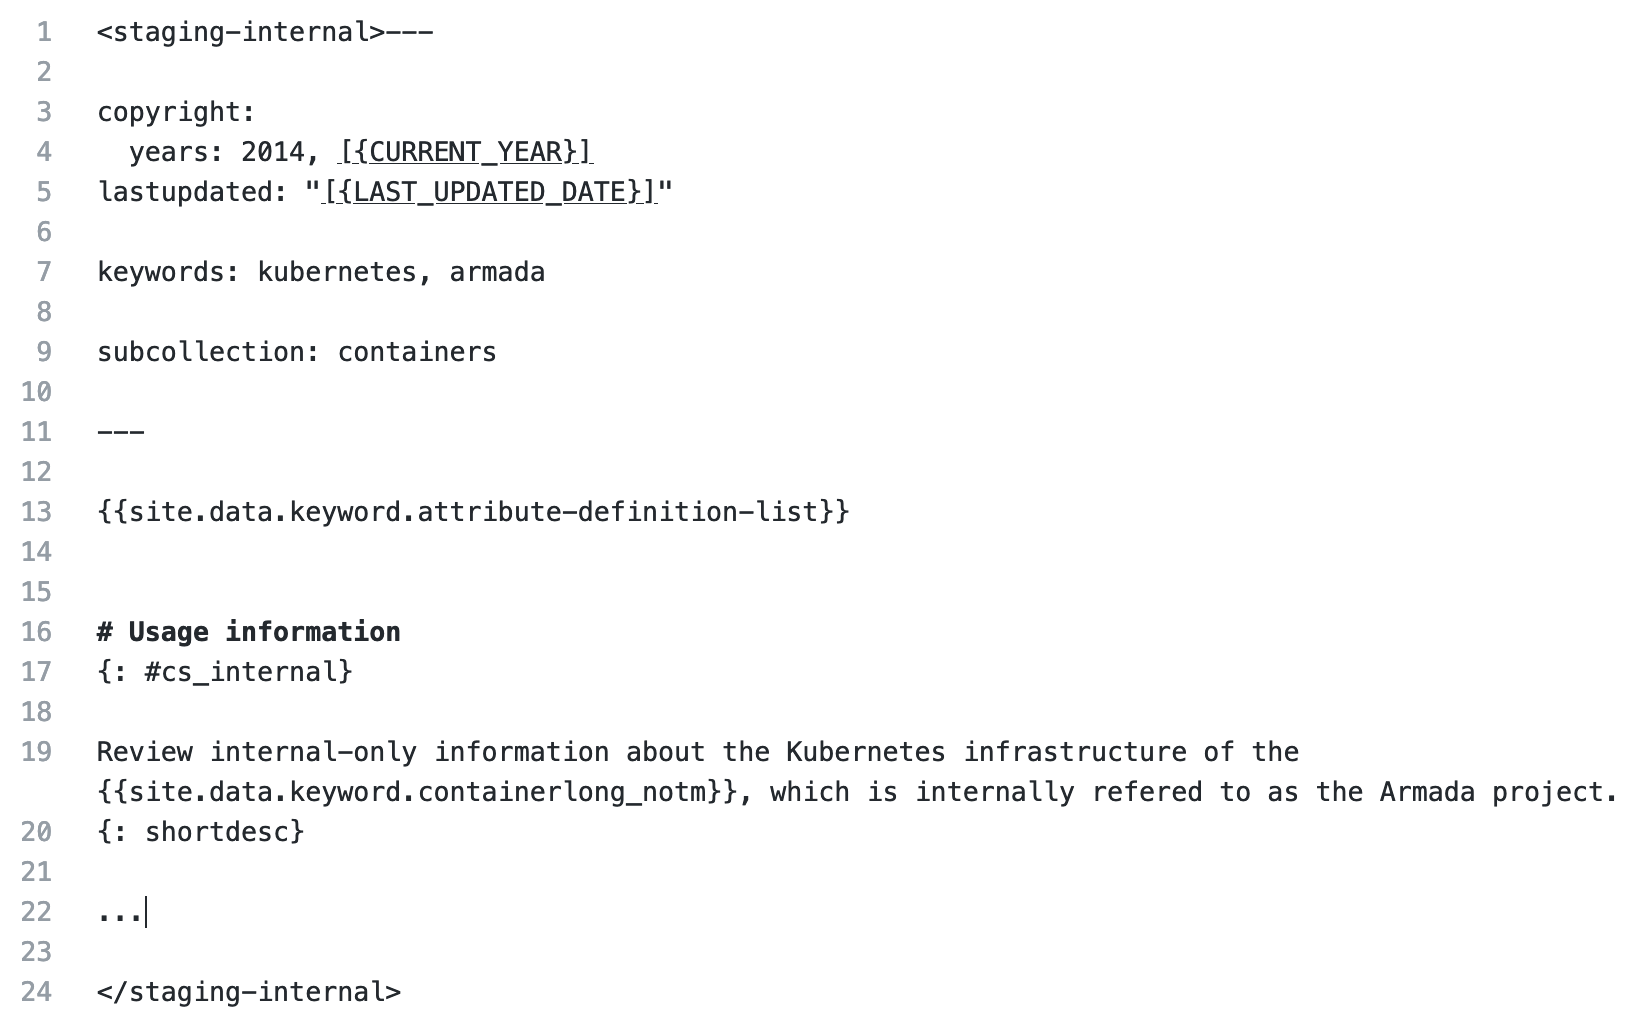 1 <staging-internal>---
2
3 copyright:
4   years: 2014, [{CURRENT_YEAR}]
5 lastupdated: "[{LAST_UPDATED_DATE}]"
6
7 keywords: kubernetes, armada
8
9 subcollection: containers
10
11 ---
12
13 {{site.data.keyword.attribute-definition-list}}
14
15
16 # Usage information
17 {: #cs_internal}
18
19 Review internal-only information about the Kubernetes infrastructure of the
{{site.data.keyword.containerlong_notm}}, which is internally refered to as the Armada project.
20 {: shortdesc}
21
22 ...
23
24 </staging-internal>